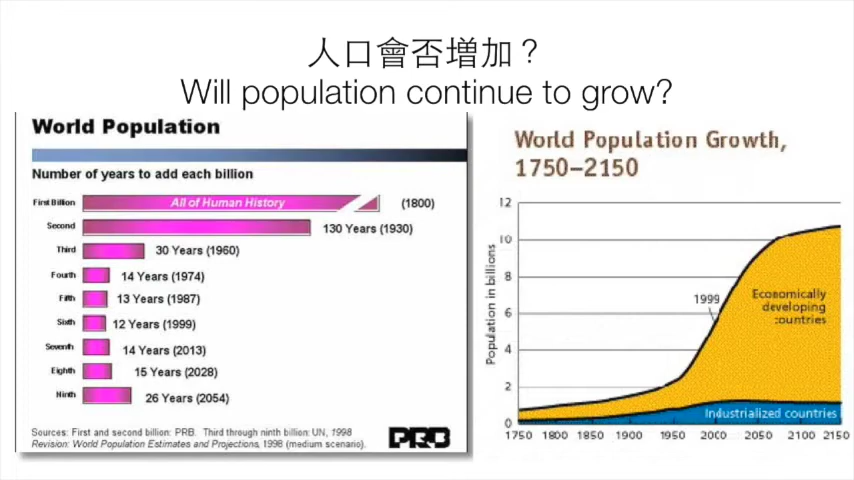 人口會否增加？
Will population continue to grow?
World Population
Number of years to add each billion
First Billion All of Human History (1800)
Second 130 Years (1930)
Third 30 Years (1960)
Fourth 14 Years (1974)
Fifth 13 Years (1987)
Sixth 12 Years (1999)
Seventh 14 Years (2013)
Eighth 15 Years (2028)
Ninth 26 Years (2054)
Sources: First and second billion: PRB. Third through ninth billion: UN, 1998
Revision: World Population Estimates and Projections, 1998 (medium scenario).
PRB
World Population Growth,
1750–2150
Population in billions
12
10
8
6
4
2
0
1999
Economically
developing
countries
Industrialized countries
1750 1800 1850 1900 1950 2000 2050 2100 2150